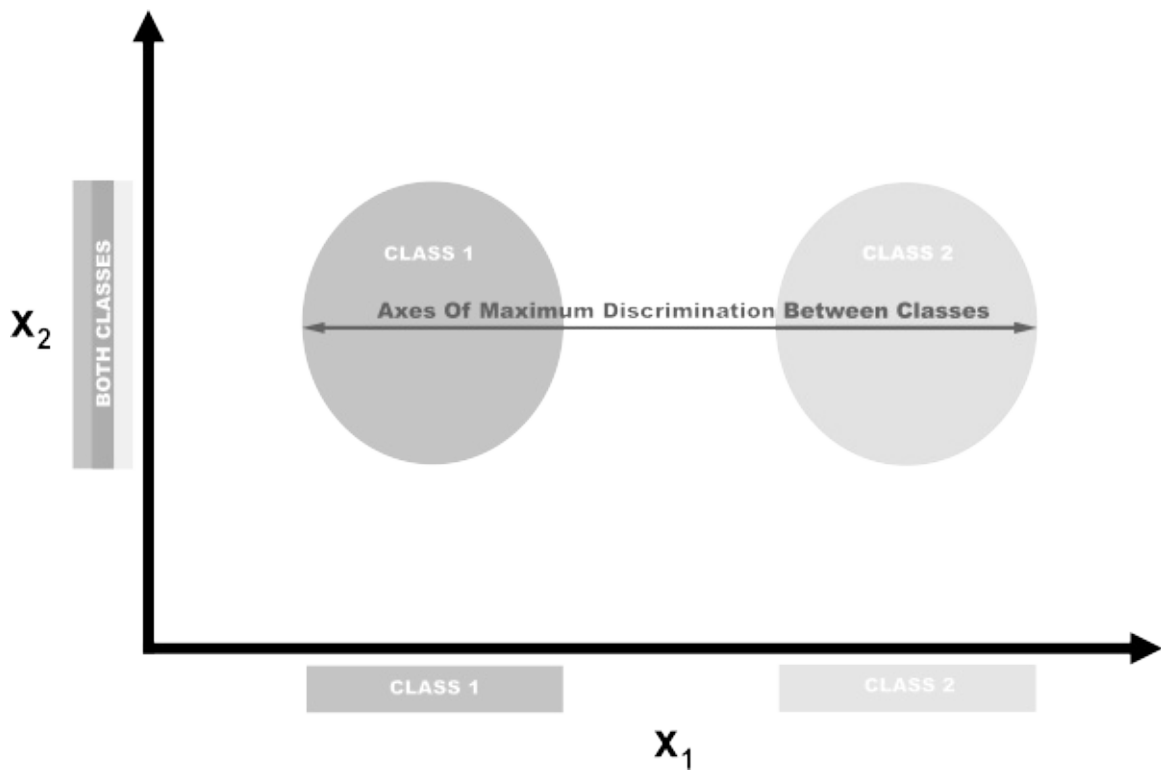 CLASS 1
CLASS 2
Axes Of Maximum Discrimination Between Classes
BOTH CLASSES
X2
CLASS 1
CLASS 2
X1